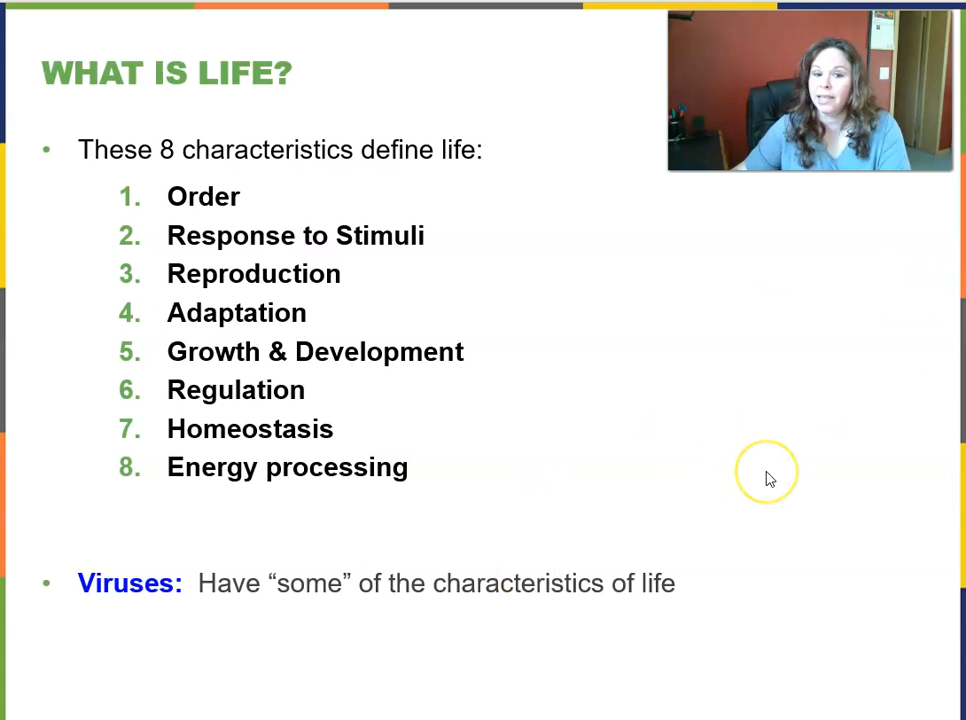 WHAT IS LIFE?
• These 8 characteristics define life:
1. Order
2. Response to Stimuli
3. Reproduction
4. Adaptation
5. Growth & Development
6. Regulation
7. Homeostasis
8. Energy processing
• Viruses: Have “some” of the characteristics of life